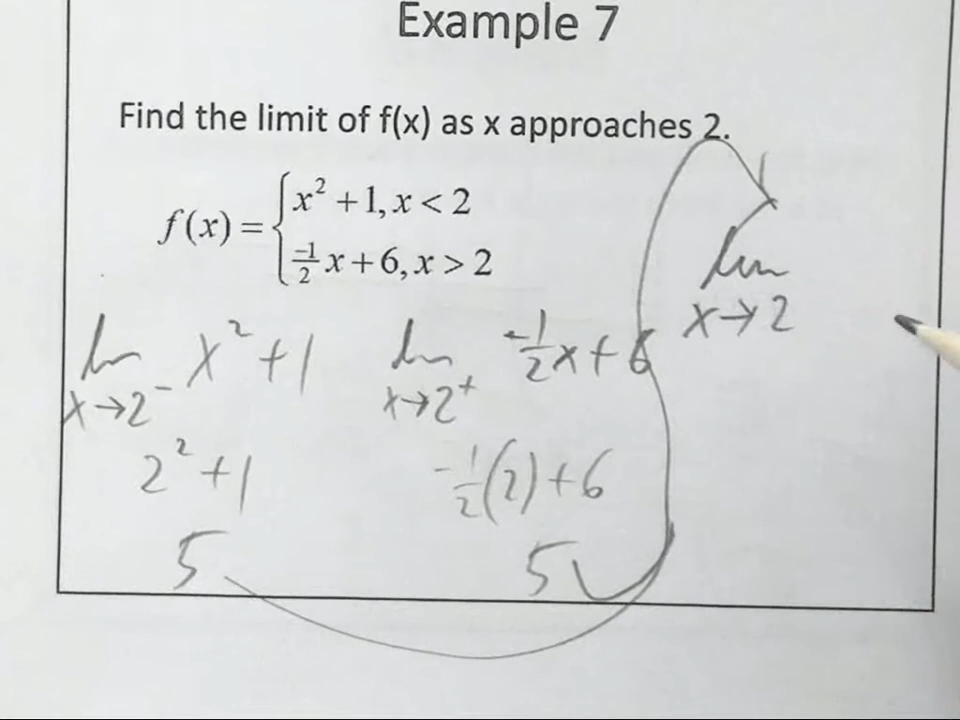 Example 7
Find the limit of f(x) as x approaches 2.
f(x) = { x² + 1, x < 2
-1/2 x + 6, x > 2
lim x→2⁻ x² + 1
2² + 1
5
lim x→2⁺ -1/2 x + 6
-1/2 (2) + 6
5
lim x→2